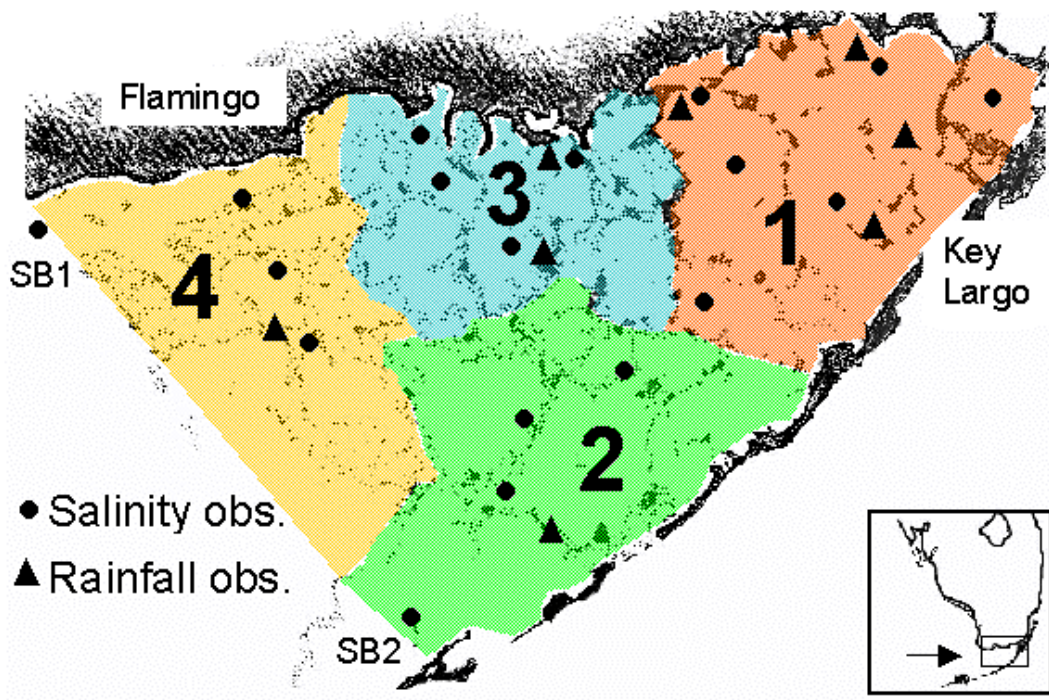 Flamingo
1
3
SB1
4
Key
Largo
2
Salinity obs.
Rainfall obs.
SB2